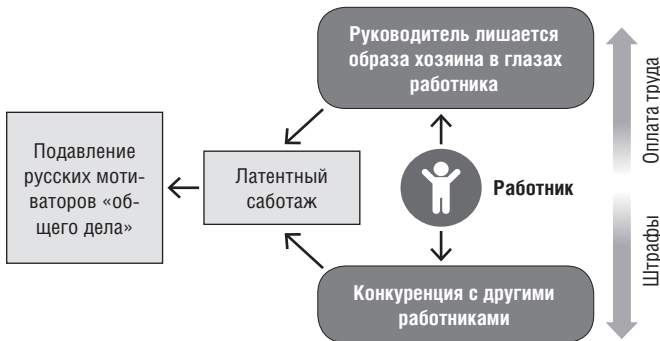 Руководитель лишается
образа хозяина в глазах
работника
Оплата труда
Подавление
русских моти-
ваторов «об-
щего дела»
Латентный
саботаж
Работник
Штрафы
Конкуренция с другими
работниками